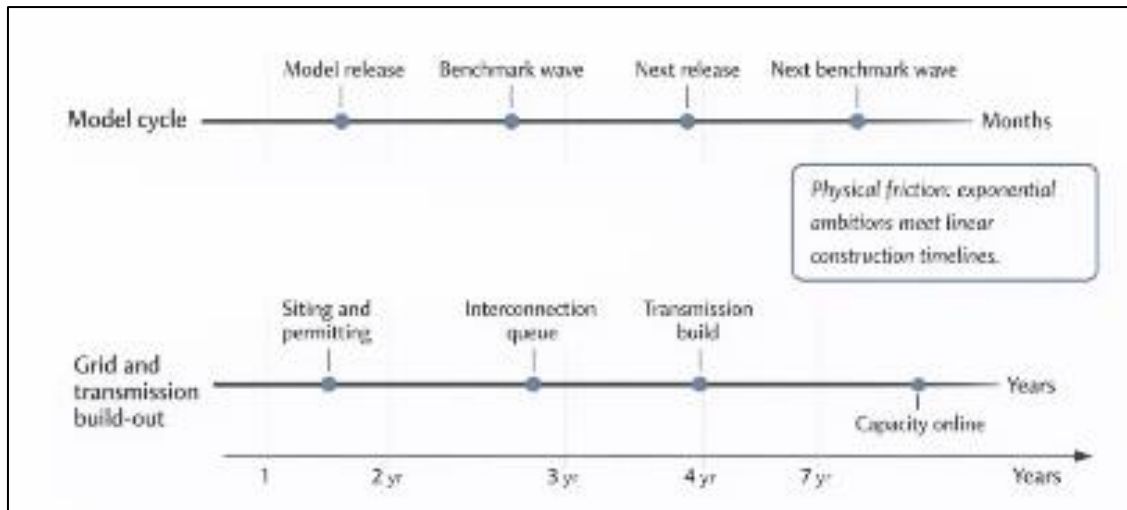 Model release
Benchmark wave
Next release
Next benchmark wave
Model cycle
Months
Physical friction: exponential
ambitions meet linear
construction timelines.
Siting and
permitting
Interconnection
queue
Transmission
build
Grid and
transmission
build-out
Years
Capacity online
1
2 yr
3 yr
4 yr
7 yr
Years